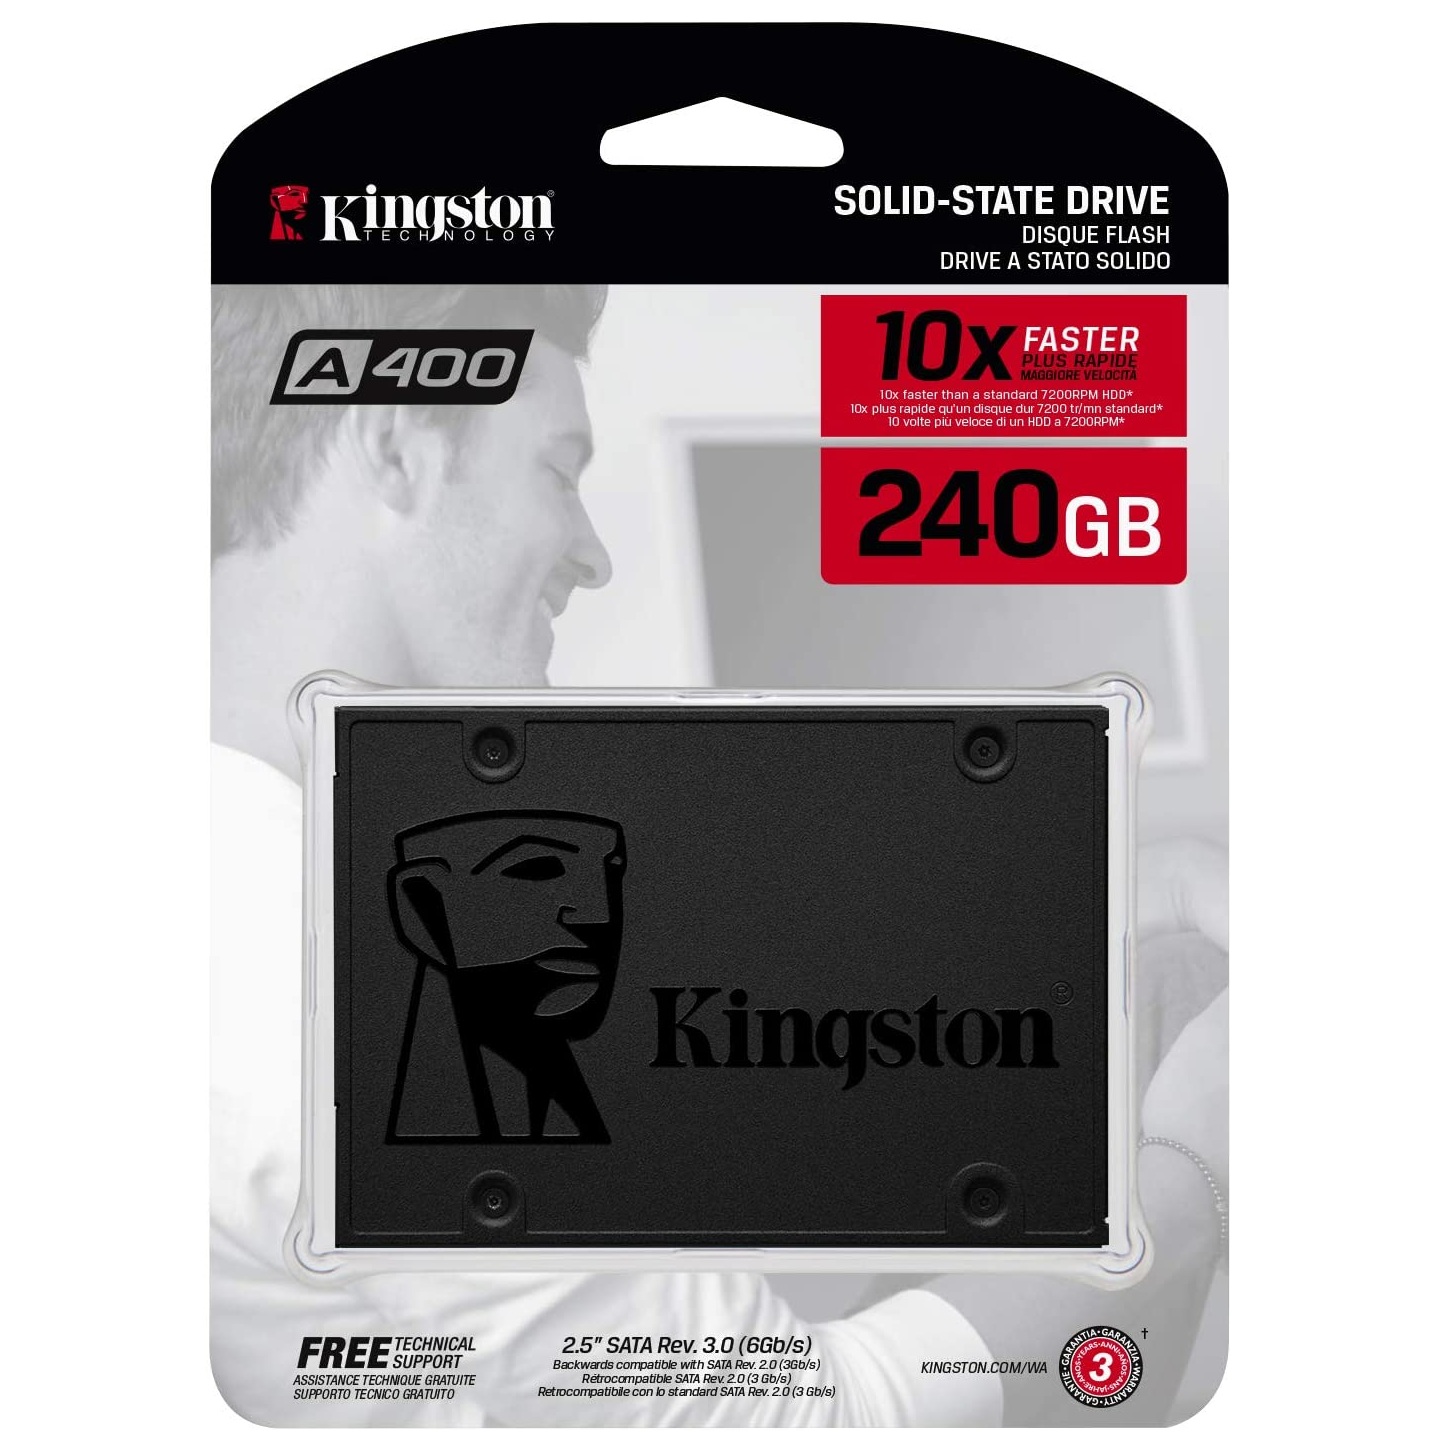 Kingston®
TECHNOLOGY
SOLID-STATE DRIVE
DISQUE FLASH
DRIVE A STATO SOLIDO
A400
10x FASTER
PLUS RAPIDE
MAGGIORE VELOCITÀ
10x faster than a standard 7200RPM HDD*
10x plus rapide qu'un disque dur 7200 tr/mn standard*
10 volte più veloce di un HDD a 7200RPM*
240GB
Kingston®
FREE TECHNICAL SUPPORT
ASSISTANCE TECHNIQUE GRATUITE
SUPPORTO TECNICO GRATUITO
2.5” SATA Rev. 3.0 (6Gb/s)
Backwards compatible with SATA Rev. 2.0 (3Gb/s)
Rétrocompatible SATA Rev. 2.0 (3 Gb/s)
Retrocompatibile con lo standard SATA Rev. 2.0 (3 Gb/s)
KINGSTON.COM/WA
GARANTIA•GARANZIA•WARRANTY•GARANTIE•
3
†